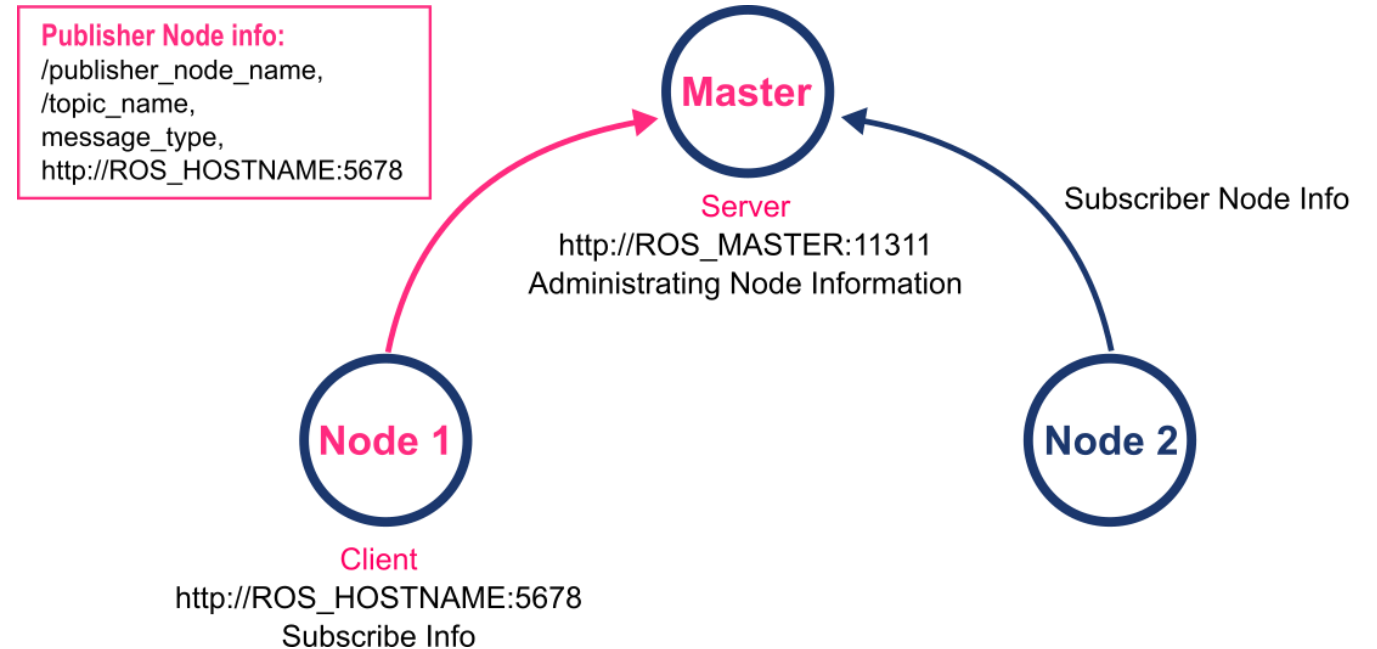 Publisher Node info:
/publisher_node_name,
/topic_name,
message_type,
http://ROS_HOSTNAME:5678
Master
Server
http://ROS_MASTER:11311
Administrating Node Information
Subscriber Node Info
Node 1
Client
http://ROS_HOSTNAME:5678
Subscribe Info
Node 2